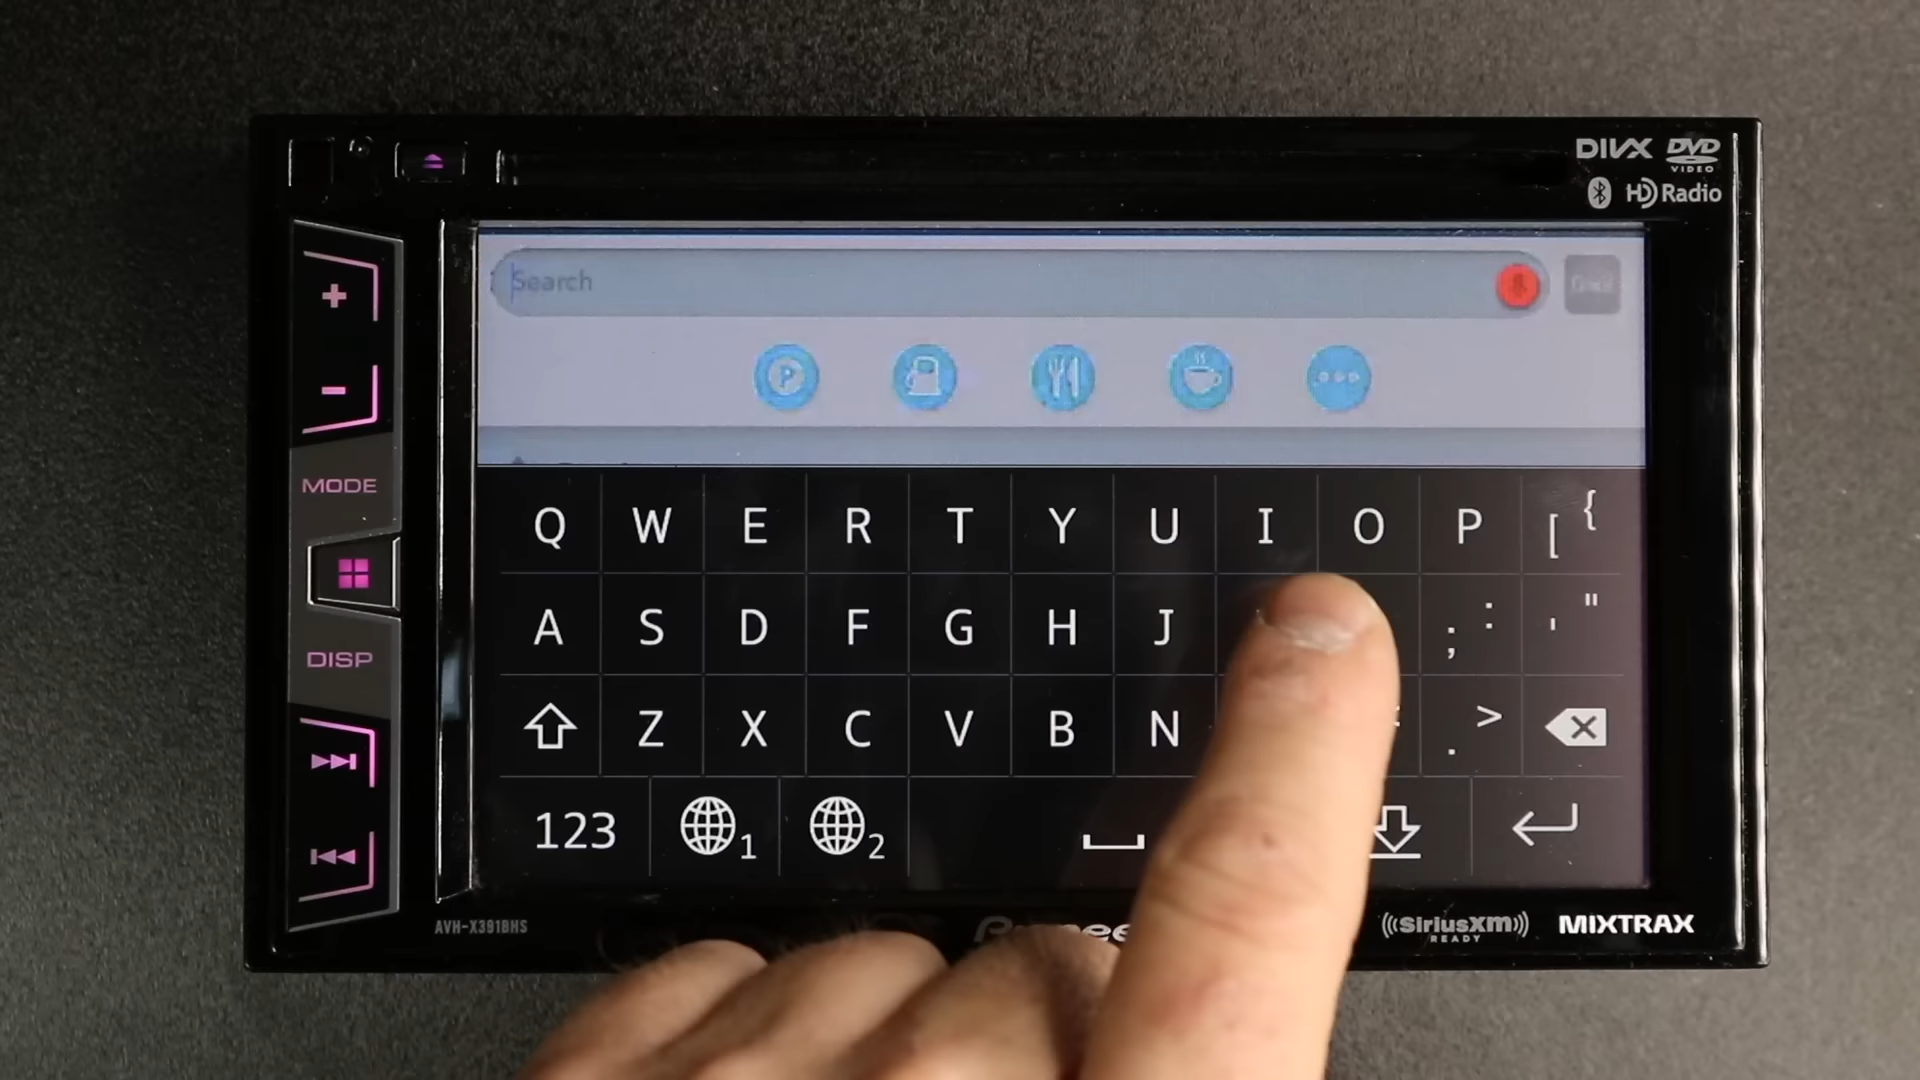 DIVX DVD
VIDEO
HD Radio
Search
P
+
-
MODE
DISP
Q W E R T Y U I O P [ {
A S D F G H J ; : ' "
Z X C V B N . >
123 1 2
AVH-X391BHS
((SiriusXM))
READY
MIXTRAX